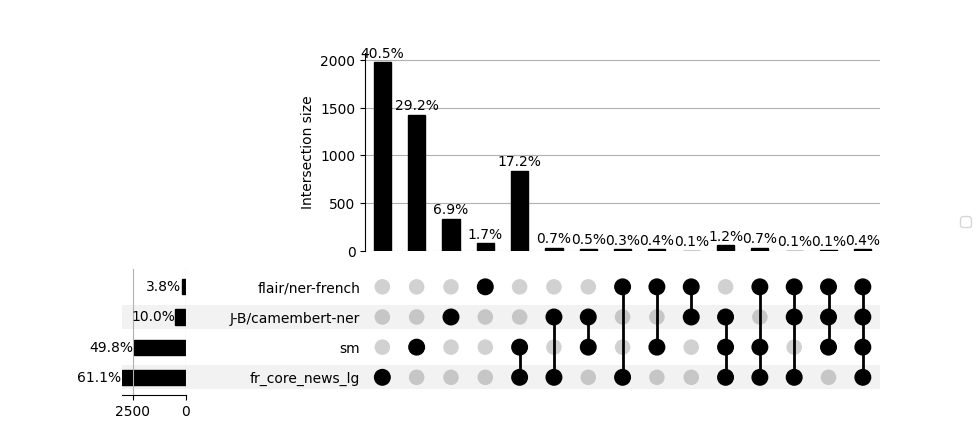 40.5%
2000
29.2%
1500
1000
17.2%
Intersection size
500
6.9%
1.7%
0.7% 0.5% 0.3% 0.4% 0.1% 1.2% 0.7% 0.1% 0.1% 0.4%
0
3.8% flair/ner-french
10.0% J-B/camembert-ner
49.8% sm
61.1% fr_core_news_lg
2500 0